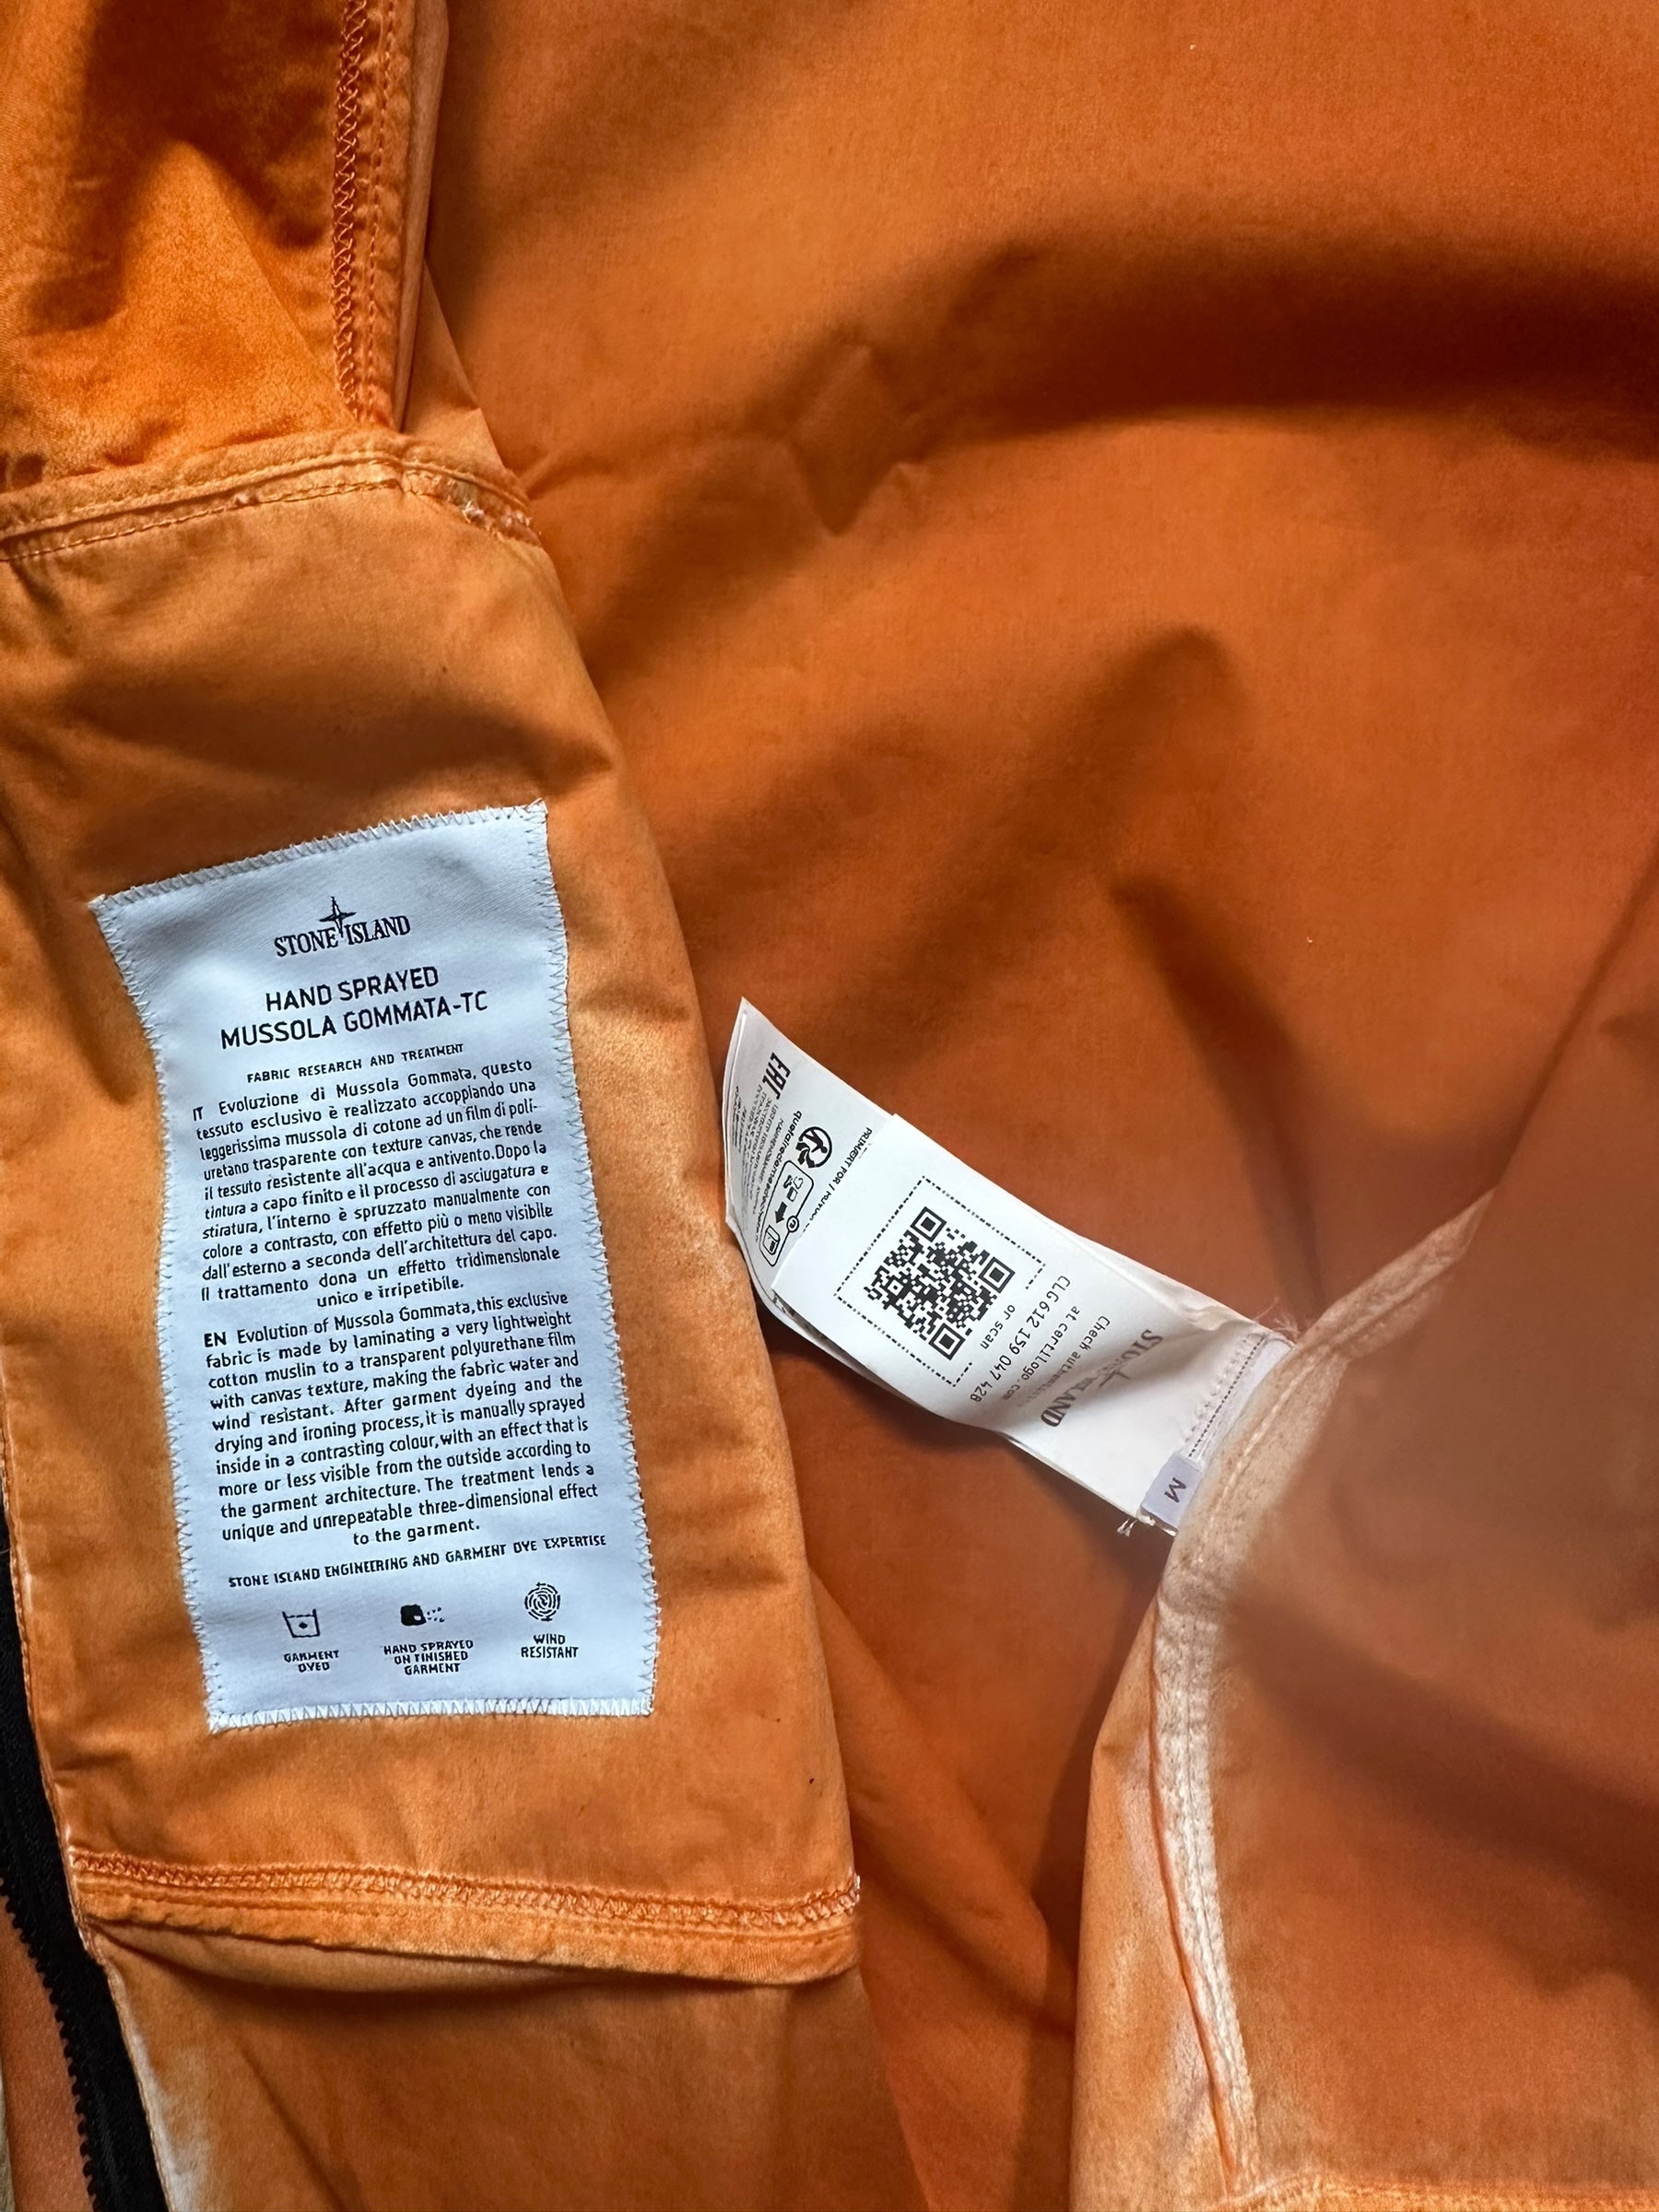 STONE ISLAND
HAND SPRAYED
MUSSOLA GOMMATA-TC
FABRIC RESEARCH AND TREATMENT
IT Evoluzione di Mussola Gommata, questo
tessuto esclusivo è realizzato accoppiando una
leggerissima mussola di cotone ad un film di poli-
uretano trasparente con texture canvas, che rende
il tessuto resistente all'acqua e antivento. Dopo la
tintura a capo finito e il processo di asciugatura e
stiratura, l'interno è spruzzato manualmente con
colore a contrasto, con effetto più o meno visibile
dall'esterno a seconda dell'architettura del capo.
Il trattamento dona un effetto tridimensionale
unico e irripetibile.
EN Evolution of Mussola Gommata, this exclusive
fabric is made by laminating a very lightweight
cotton muslin to a transparent polyurethane film
with canvas texture, making the fabric water and
wind resistant. After garment dyeing and the
drying and ironing process, it is manually sprayed
inside in a contrasting colour, with an effect that is
more or less visible from the outside according to
the garment architecture. The treatment lends a
unique and unrepeatable three-dimensional effect
to the garment.
STONE ISLAND ENGINEERING AND GARMENT DYE EXPERTISE
GARMENT
DYED
HAND SPRAYED
ON FINISHED
GARMENT
WIND
RESISTANT
M
STONE ISLAND
Check
at certilogo.com
CLG 612 159 047 428
or scan
EAC
quefairedemesdechets